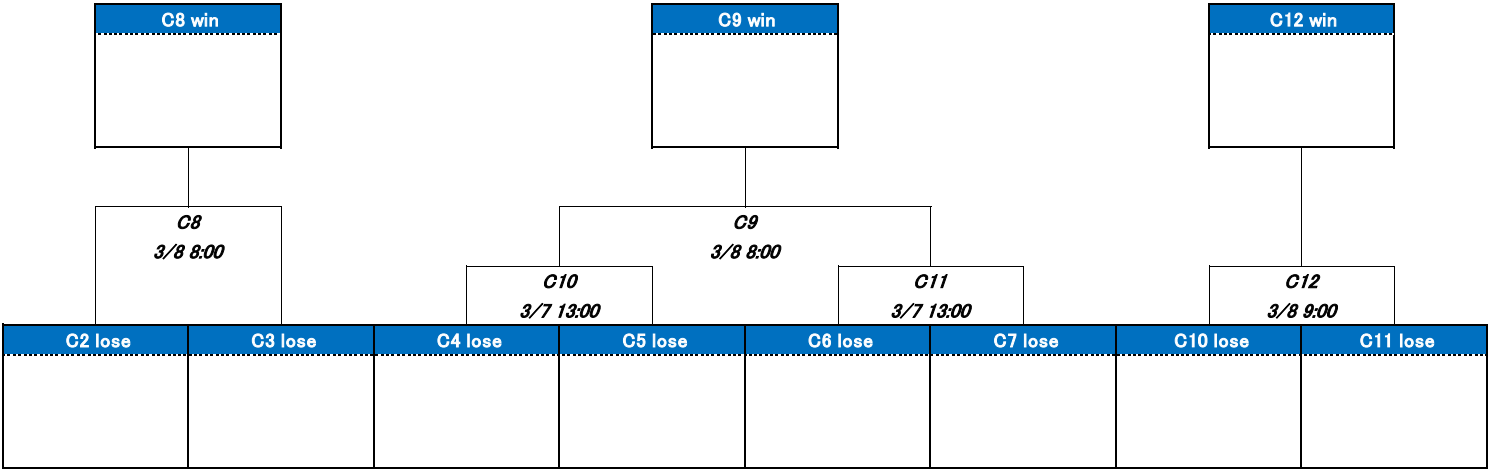 C8 win
C9 win
C12 win
C8
3/8 8:00
C9
3/8 8:00
C10
3/7 13:00
C11
3/7 13:00
C12
3/8 9:00
C2 lose
C3 lose
C4 lose
C5 lose
C6 lose
C7 lose
C10 lose
C11 lose